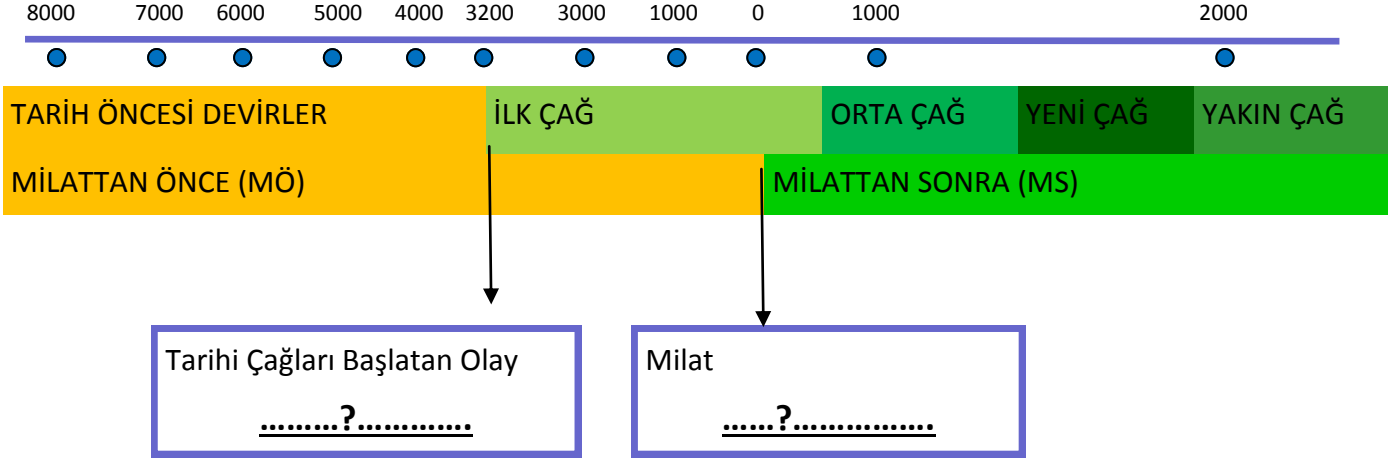 8000 7000 6000 5000 4000 3200 3000 1000 0 1000 2000
TARİH ÖNCESİ DEVİRLER İLK ÇAĞ ORTA ÇAĞ YENİ ÇAĞ YAKIN ÇAĞ
MİLATTAN ÖNCE (MÖ) MİLATTAN SONRA (MS)
Tarihi Çağları Başlatan Olay
………?………….
Milat
……?…………….